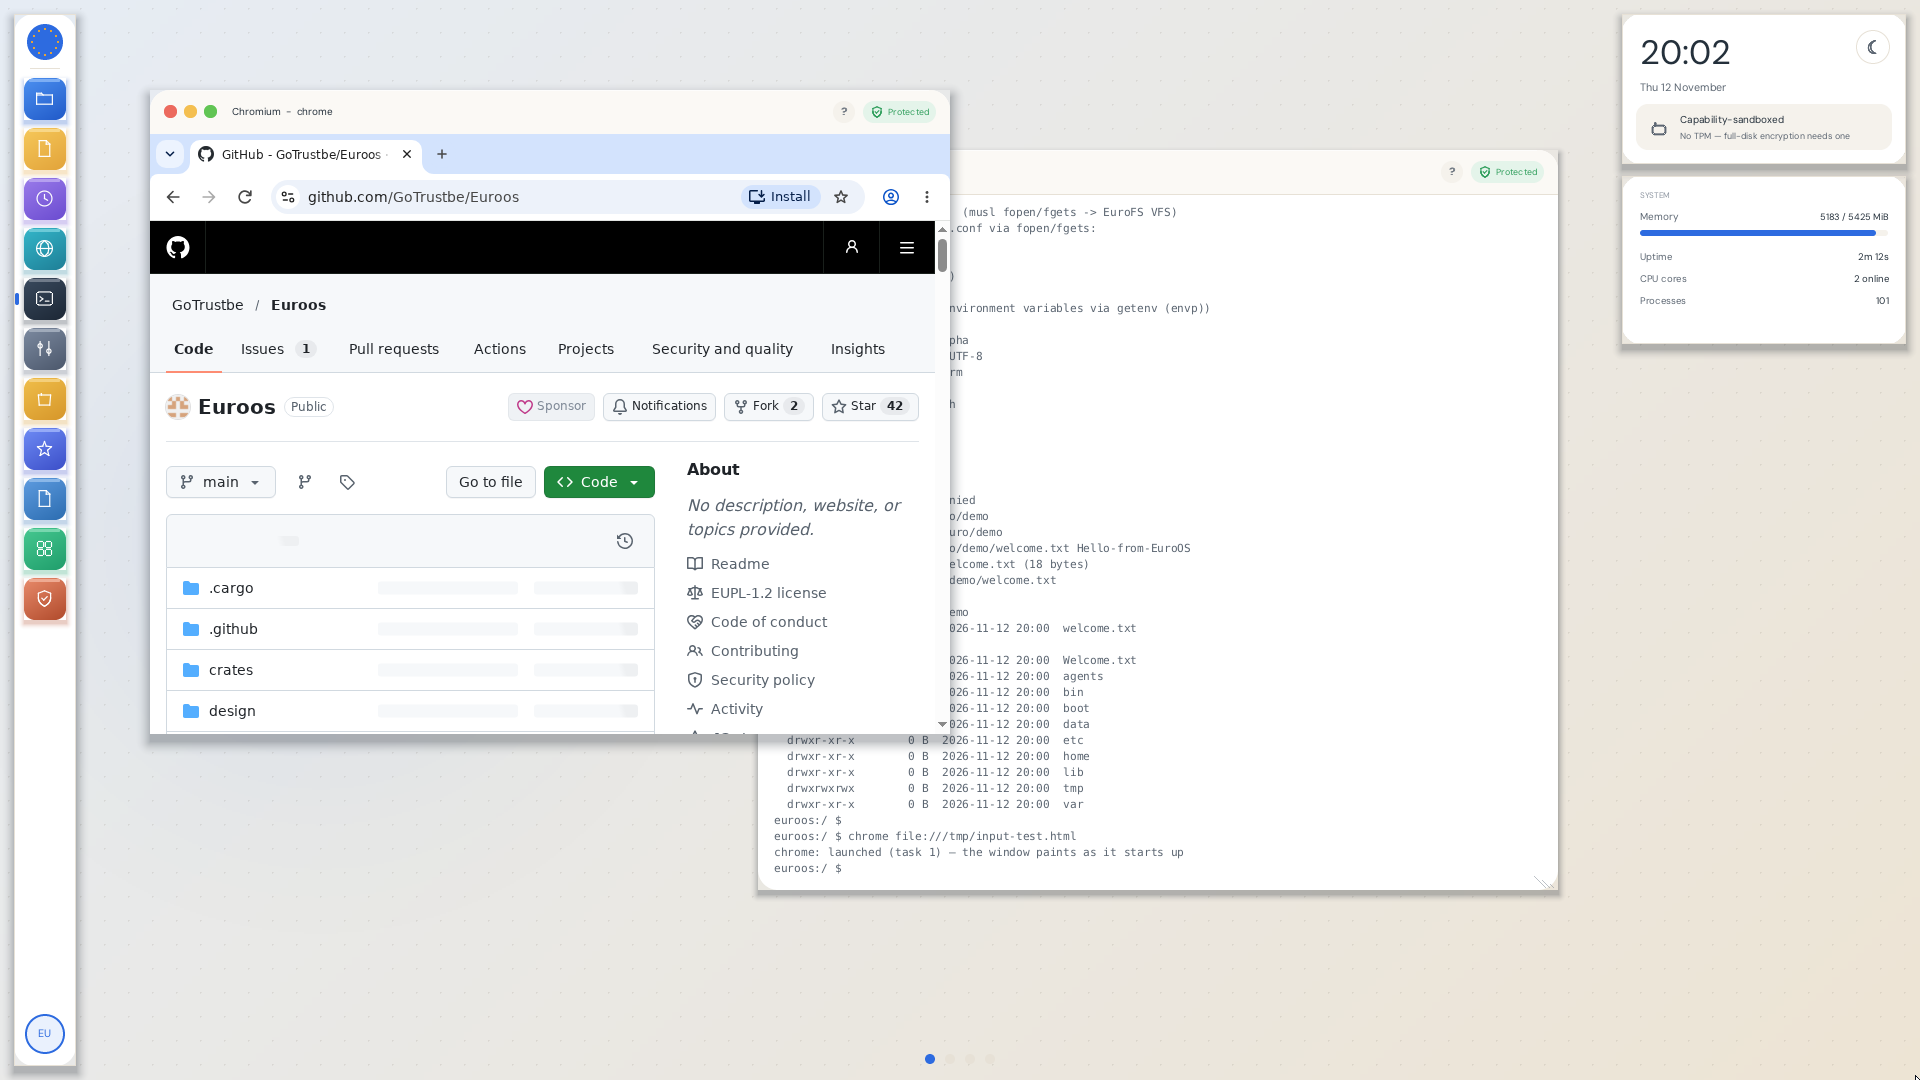 20:02
Thu 12 November
Capability-sandboxed
No TPM — full-disk encryption needs one
SYSTEM
Memory 5183 / 5425 MiB
Uptime 2m 12s
CPU cores 2 online
Processes 101
Chromium - chrome
? Protected
GitHub - GoTrustbe/Euroos
github.com/GoTrustbe/Euroos
Install
GoTrustbe / Euroos
Code Issues 1 Pull requests Actions Projects Security and quality Insights
Euroos Public
Sponsor Notifications Fork 2 Star 42
main Go to file Code
.cargo
.github
crates
design
About
No description, website, or
topics provided.
Readme
EUPL-1.2 license
Code of conduct
Contributing
Security policy
Activity
? Protected
(musl fopen/fgets -> EuroFS VFS)
.conf via fopen/fgets:
)
nvironment variables via getenv (envp))
pha
UTF-8
rm
h
nied
o/demo
uro/demo
o/demo/welcome.txt Hello-from-EuroOS
elcome.txt (18 bytes)
demo/welcome.txt
emo
026-11-12 20:00 welcome.txt
026-11-12 20:00 Welcome.txt
026-11-12 20:00 agents
026-11-12 20:00 bin
026-11-12 20:00 boot
026-11-12 20:00 data
drwxr-xr-x 0 B 2026-11-12 20:00 etc
drwxr-xr-x 0 B 2026-11-12 20:00 home
drwxr-xr-x 0 B 2026-11-12 20:00 lib
drwxrwxrwx 0 B 2026-11-12 20:00 tmp
drwxr-xr-x 0 B 2026-11-12 20:00 var
euroos:/ $
euroos:/ $ chrome file:///tmp/input-test.html
chrome: launched (task 1) — the window paints as it starts up
euroos:/ $
EU